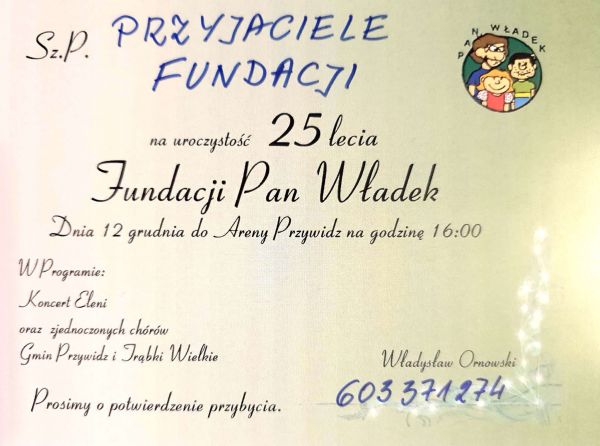 PAN WŁADEK
Sz.P. PRZYJACIELE
FUNDACJI
na uroczystość 25 lecia
Fundacji Pan Władek
Dnia 12 grudnia do Areny Przywidz na godzinę 16:00
W Programie:
Koncert Eleni
oraz zjednoczonych chórów
Gmin Przywidz i Trąbki Wielkie
Władysław Ornowski
603 371 274
Prosimy o potwierdzenie przybycia.